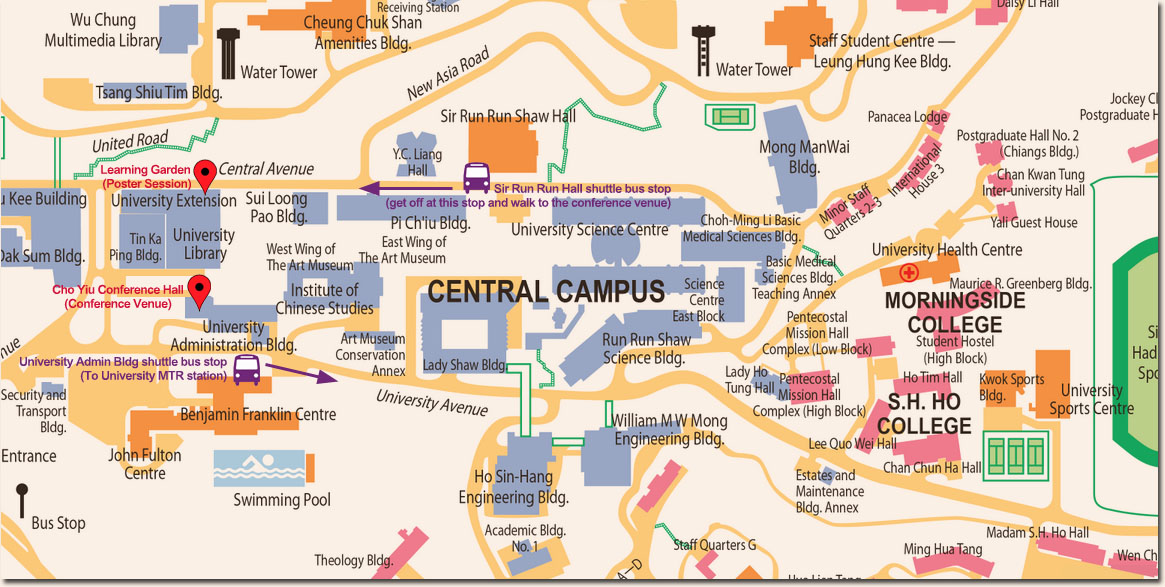 Receiving Station
Daisy Li Hall
Wu Chung
Multimedia Library
Cheung Chuk Shan
Amenities Bldg.
Staff Student Centre —
Leung Hung Kee Bldg.
Water Tower
Water Tower
New Asia Road
Tsang Shiu Tim Bldg.
Jockey Cl
Postgraduate H
Sir Run Run Shaw Hall
Panacea Lodge
United Road
Postgraduate Hall No. 2
(Chiangs Bldg.)
Y.C. Liang
Hall
Mong ManWai
Bldg.
International
House 3
Learning Garden
(Poster Session)
Central Avenue
Chan Kwan Tung
Inter-university Hall
Sir Run Run Hall shuttle bus stop
(get off at this stop and walk to the conference venue)
u Kee Building
University Extension
Sui Loong
Pao Bldg.
Minor Staff
Quarters 2-3
Pi Ch'iu Bldg.
University Science Centre
Choh-Ming Li Basic
Medical Sciences Bldg.
Yali Guest House
Tin Ka
Ping Bldg.
University
Library
Oak Sum Bldg.
West Wing of
The Art Museum
East Wing of
The Art Museum
University Health Centre
Basic Medical
Sciences Bldg.
Teaching Annex
Cho Yiu Conference Hall
(Conference Venue)
Institute of
Chinese Studies
CENTRAL CAMPUS
Science
Centre
East Block
Maurice R. Greenberg Bldg.
MORNINGSIDE
COLLEGE
University
Administration Bldg.
Art Museum
Conservation
Annex
Lady Shaw Bldg.
Run Run Shaw
Science Bldg.
Pentecostal
Mission Hall
Complex (Low Block)
Student Hostel
(High Block)
Si
Had
Spo
nue
University Admin Bldg shuttle bus stop
(To University MTR station)
Lady Ho
Tung Hall
Pentecostal
Mission Hall
Complex (High Block)
Ho Tim Hall
Kwok Sports
Bldg.
University
Sports Centre
Security and
Transport
Bldg.
University Avenue
S.H. HO
COLLEGE
Benjamin Franklin Centre
William M W Mong
Engineering Bldg.
Lee Quo Wei Hall
Entrance
John Fulton
Centre
Chan Chun Ha Hall
Ho Sin-Hang
Engineering Bldg.
Estates and
Maintenance
Bldg. Annex
Swimming Pool
Bus Stop
Academic Bldg.
No. 1
Madam S.H. Ho Hall
Theology Bldg.
Staff Quarters G
Ming Hua Tang
Wen Ch
A—D